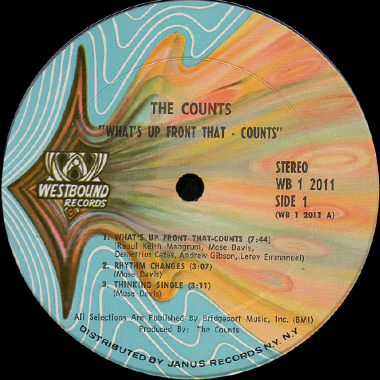 THE COUNTS
"WHAT'S UP FRONT THAT - COUNTS"
STEREO
WB 1 2011
SIDE 1
(WB 1 2011 A)
WESTBOUND
RECORDS
1. WHAT'S UP FRONT THAT-COUNTS (7:44)
(Raoul Keith Mangrum, Mose Davis,
Demetrius Cates, Andrew Gibson, Leroy Emmanuel)
2. RHYTHM CHANGES (3:07)
(Mose Davis)
3. THINKING SINGLE (3:11)
(Mose Davis)
All Selections Are Published By Bridgeport Music, Inc. (BMI)
Produced By: The Counts
DISTRIBUTED BY JANUS RECORDS N.Y. N.Y.